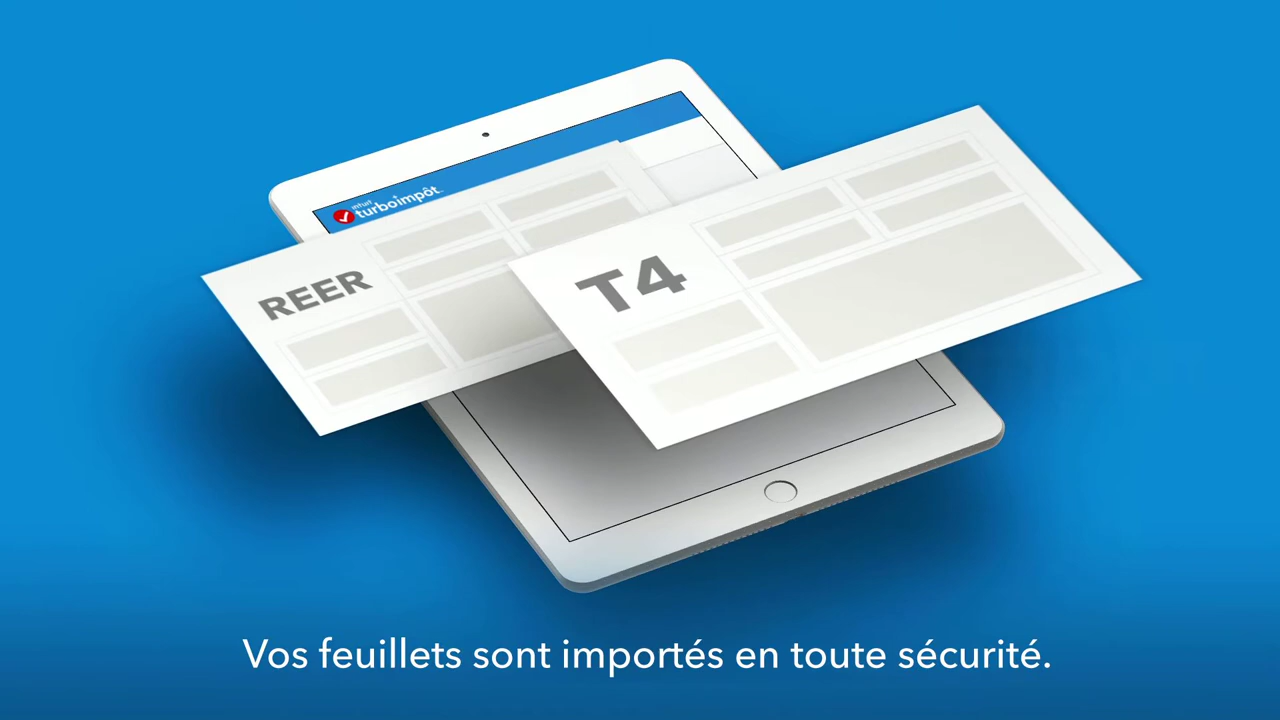 intuit
turboimpôt
REER
T4
Vos feuillets sont importés en toute sécurité.